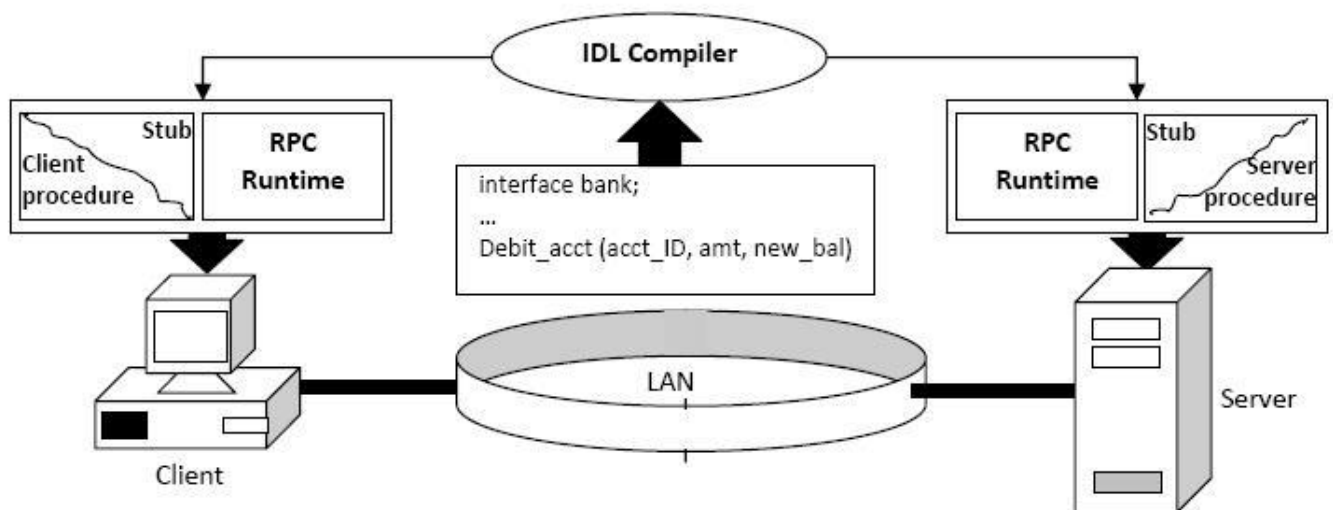 IDL Compiler
Stub
Client
procedure
RPC
Runtime
interface bank;
...
Debit_acct (acct_ID, amt, new_bal)
RPC
Runtime
Stub
Server
procedure
LAN
Client
Server